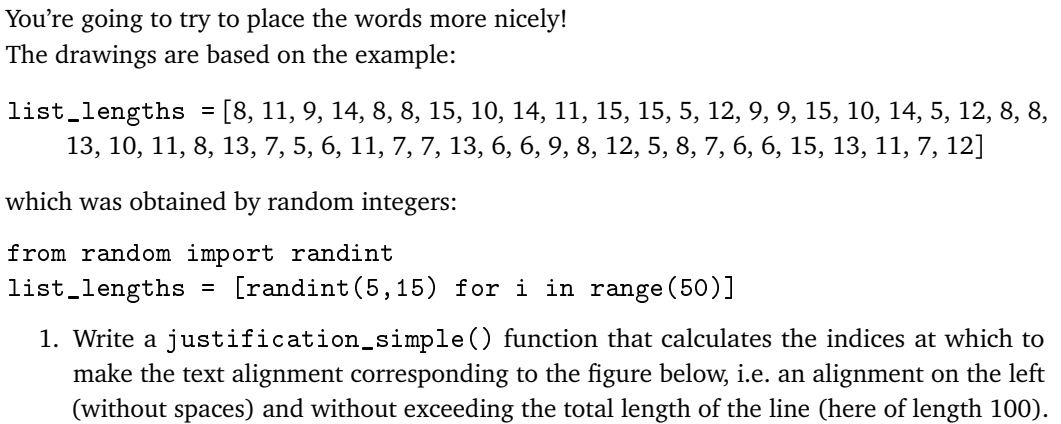 You're going to try to place the words more nicely!
The drawings are based on the example:
list_lengths = [8, 11, 9, 14, 8, 8, 15, 10, 14, 11, 15, 15, 5, 12, 9, 9, 15, 10, 14, 5, 12, 8, 8,
13, 10, 11, 8, 13, 7, 5, 6, 11, 7, 7, 13, 6, 6, 9, 8, 12, 5, 8, 7, 6, 6, 15, 13, 11, 7, 12]
which was obtained by random integers:
from random import randint
list_lengths = [randint(5,15) for i in range(50)]
1. Write a justification_simple() function that calculates the indices at which to
make the text alignment corresponding to the figure below, i.e. an alignment on the left
(without spaces) and without exceeding the total length of the line (here of length 100).